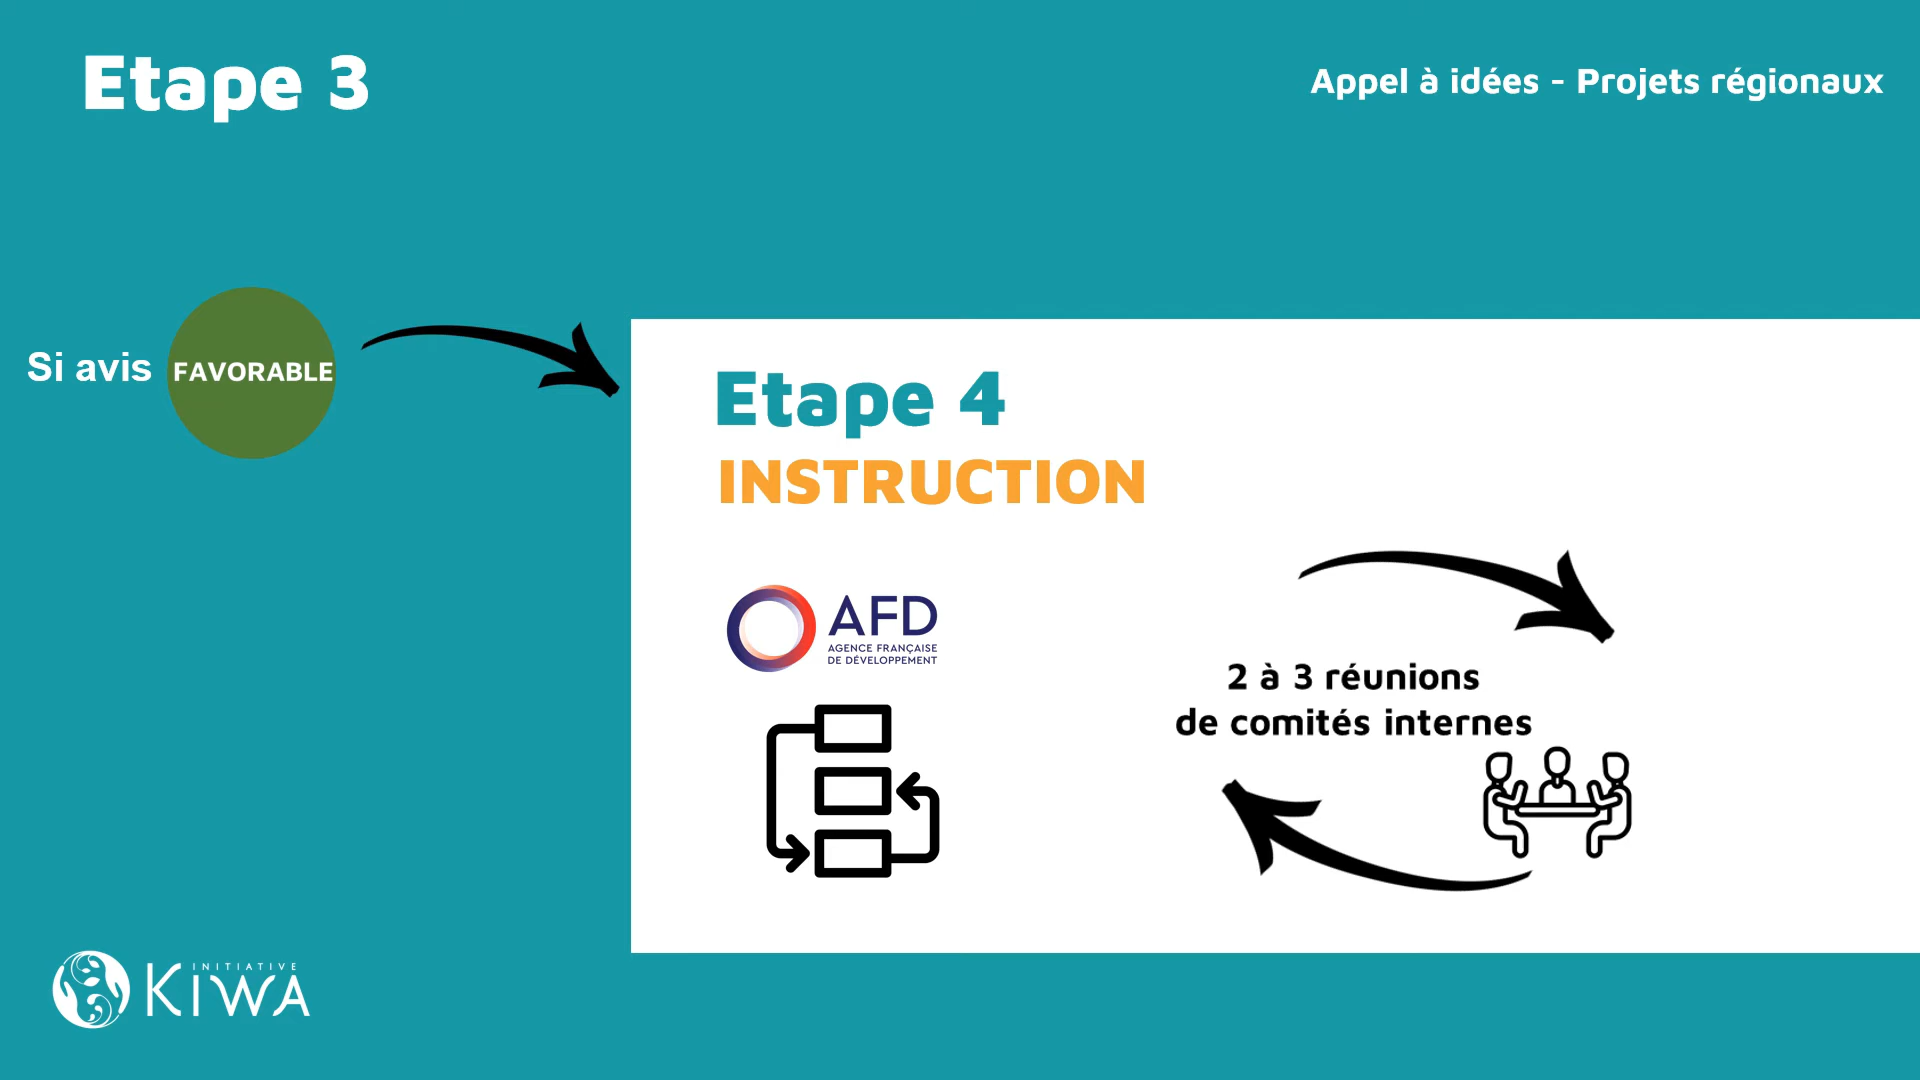 Etape 3
Appel à idées - Projets régionaux
Si avis
FAVORABLE
Etape 4
INSTRUCTION
AFD
AGENCE FRANÇAISE
DE DÉVELOPPEMENT
2 à 3 réunions
de comités internes
INITIATIVE
KIWA